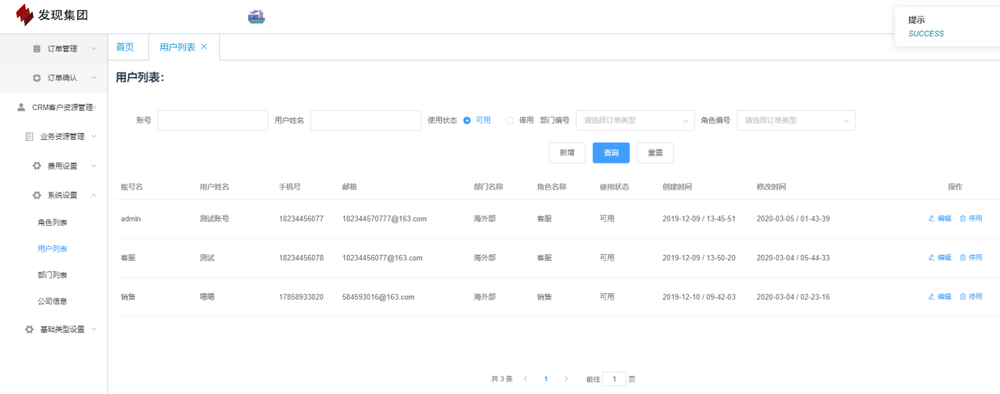 发现集团
提示
SUCCESS
订单管理
订单确认
CRM客户资源管理
业务资源管理
费用设置
系统设置
角色列表
用户列表
部门列表
公司信息
基础类型设置
首页 用户列表 ×
用户列表：
账号 用户姓名 使用状态 可用 停用 部门编号 请选择订单类型 角色编号 请选择订单类型
新增 查询 重置
账号名 用户姓名 手机号 邮箱 部门名称 角色名称 使用状态 创建时间 修改时间 操作
admin 测试账号 18234456077 182344570777@163.com 海外部 客服 可用 2019-12-09 / 13-45-51 2020-03-05 / 01-43-39 编辑 停用
客服 测试 18234456078 18234456077@163.com 海外部 客服 可用 2019-12-09 / 13-50-20 2020-03-04 / 05-44-33 编辑 停用
销售 嗯嗯 17858933020 584593016@163.com 海外部 销售 可用 2019-12-10 / 09-42-03 2020-03-04 / 02-23-16 编辑 停用
共 3 条 < 1 > 前往 1 页